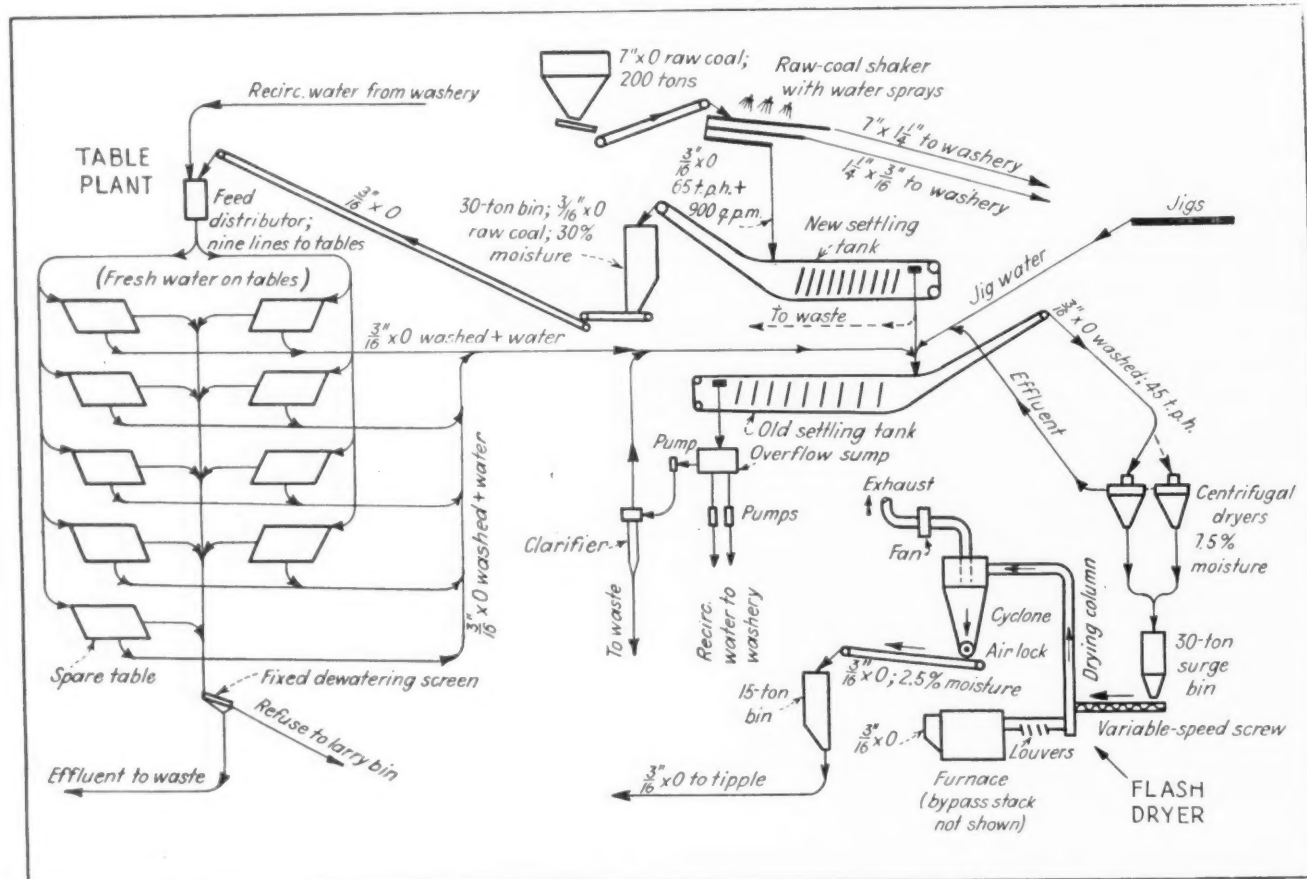 7" x 0 raw coal;
200 tons
Raw-coal shaker
with water sprays
Recirc. water from washery
7" x 1 1/4" to washery
1 1/4" x 3/16" to washery
TABLE
PLANT
Feed
distributor;
nine lines to tables
3/16" x 0
30-ton bin; 3/16" x 0
raw coal; 30%
moisture
3/16" x 0
65 t.p.h. +
900 g.p.m.
New settling
tank
Jigs
Jig water
(Fresh water on tables)
To waste
3/16" x 0 washed + water
3/16" x 0 washed; 45 t.p.h.
Effluent
Old settling tank
Overflow sump
Pump
Pumps
Clarifier
To waste
Recirc.
water to
washery
3/16" x 0 washed + water
Exhaust
Fan
Centrifugal
dryers
7.5%
moisture
Cyclone
Air lock
Drying column
30-ton
surge
bin
3/16" x 0; 2.5% moisture
15-ton
bin
Variable-speed screw
3/16" x 0
Louvers
Furnace
(bypass stack
not shown)
FLASH
DRYER
Spare table
Fixed dewatering screen
Refuse to larry bin
Effluent to waste
3/16" x 0 to tipple